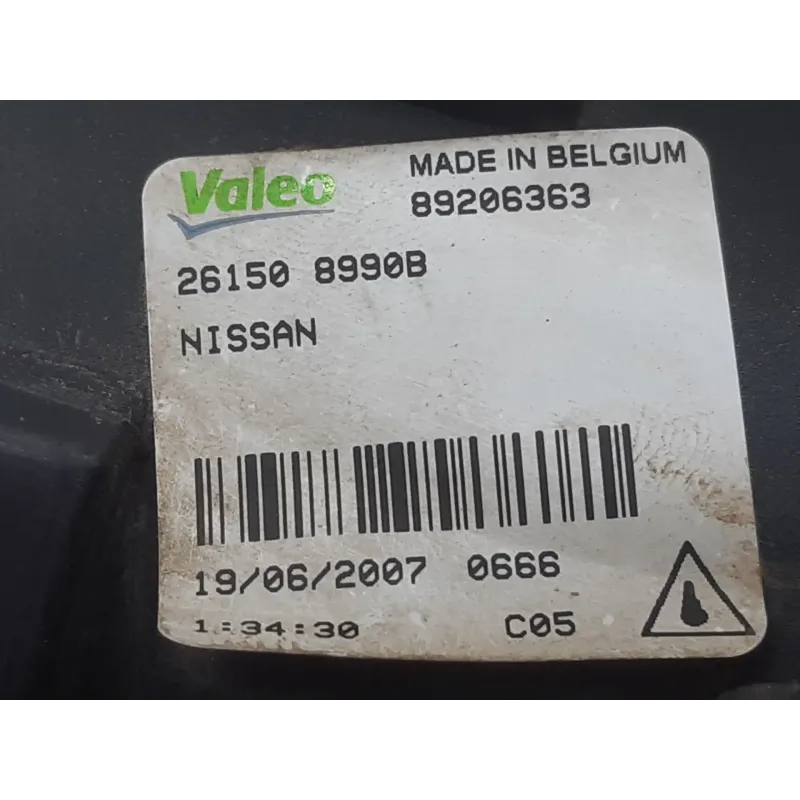 Valeo
MADE IN BELGIUM
89206363
26150 8990B
NISSAN
19/06/2007 0666
1:34:30 C05